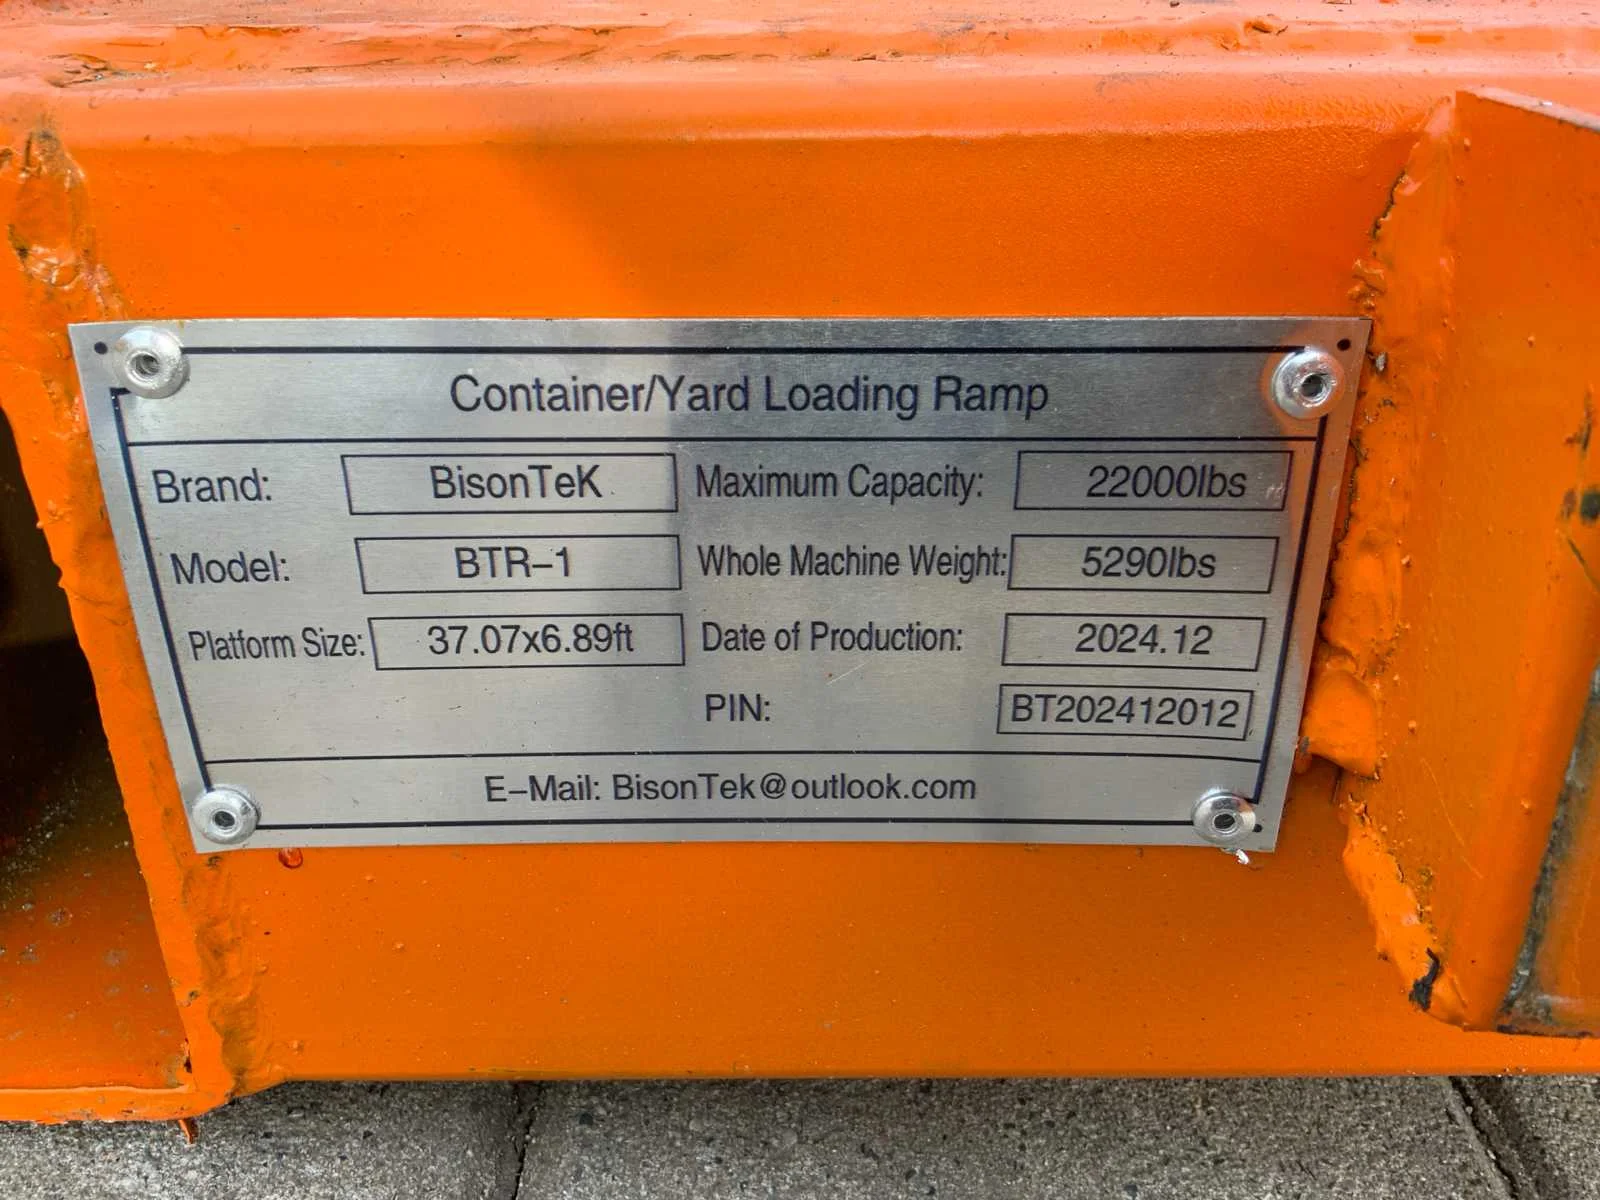 Container/Yard Loading Ramp
Brand: BisonTeK Maximum Capacity: 22000lbs
Model: BTR-1 Whole Machine Weight: 5290lbs
Platform Size: 37.07x6.89ft Date of Production: 2024.12
PIN: BT202412012
E-Mail: BisonTek@outlook.com